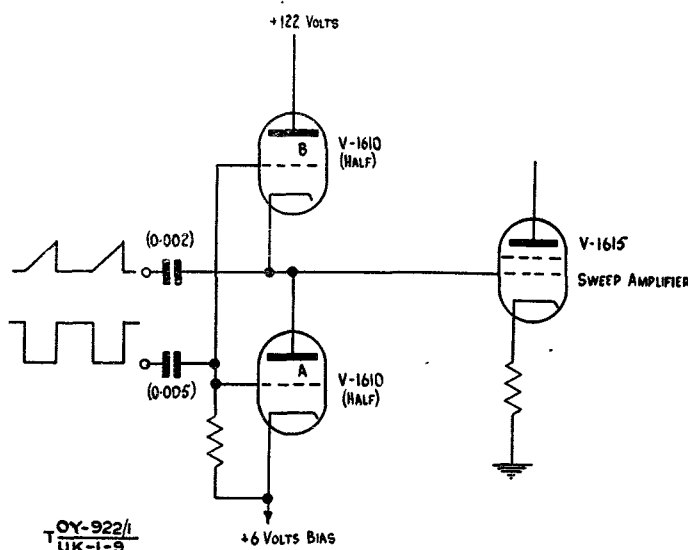 +122 VOLTS
B
V-1610
(HALF)
(0·002)
V-1615
SWEEP AMPLIFIER
A
V-1610
(HALF)
(0·005)
+6 VOLTS BIAS
T OY-922/1
UK-1-9